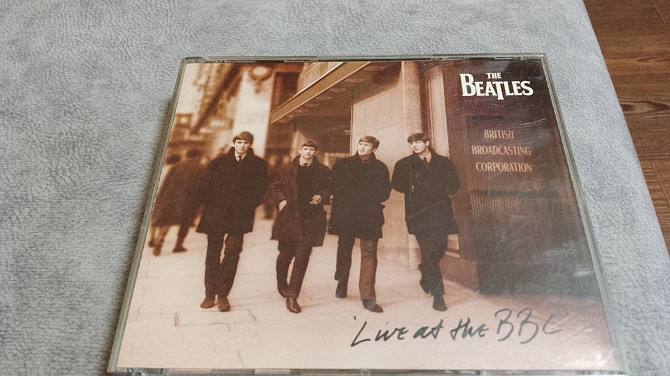 THE
BEATLES
BRITISH
BROADCASTING
CORPORATION
Live at the BBC